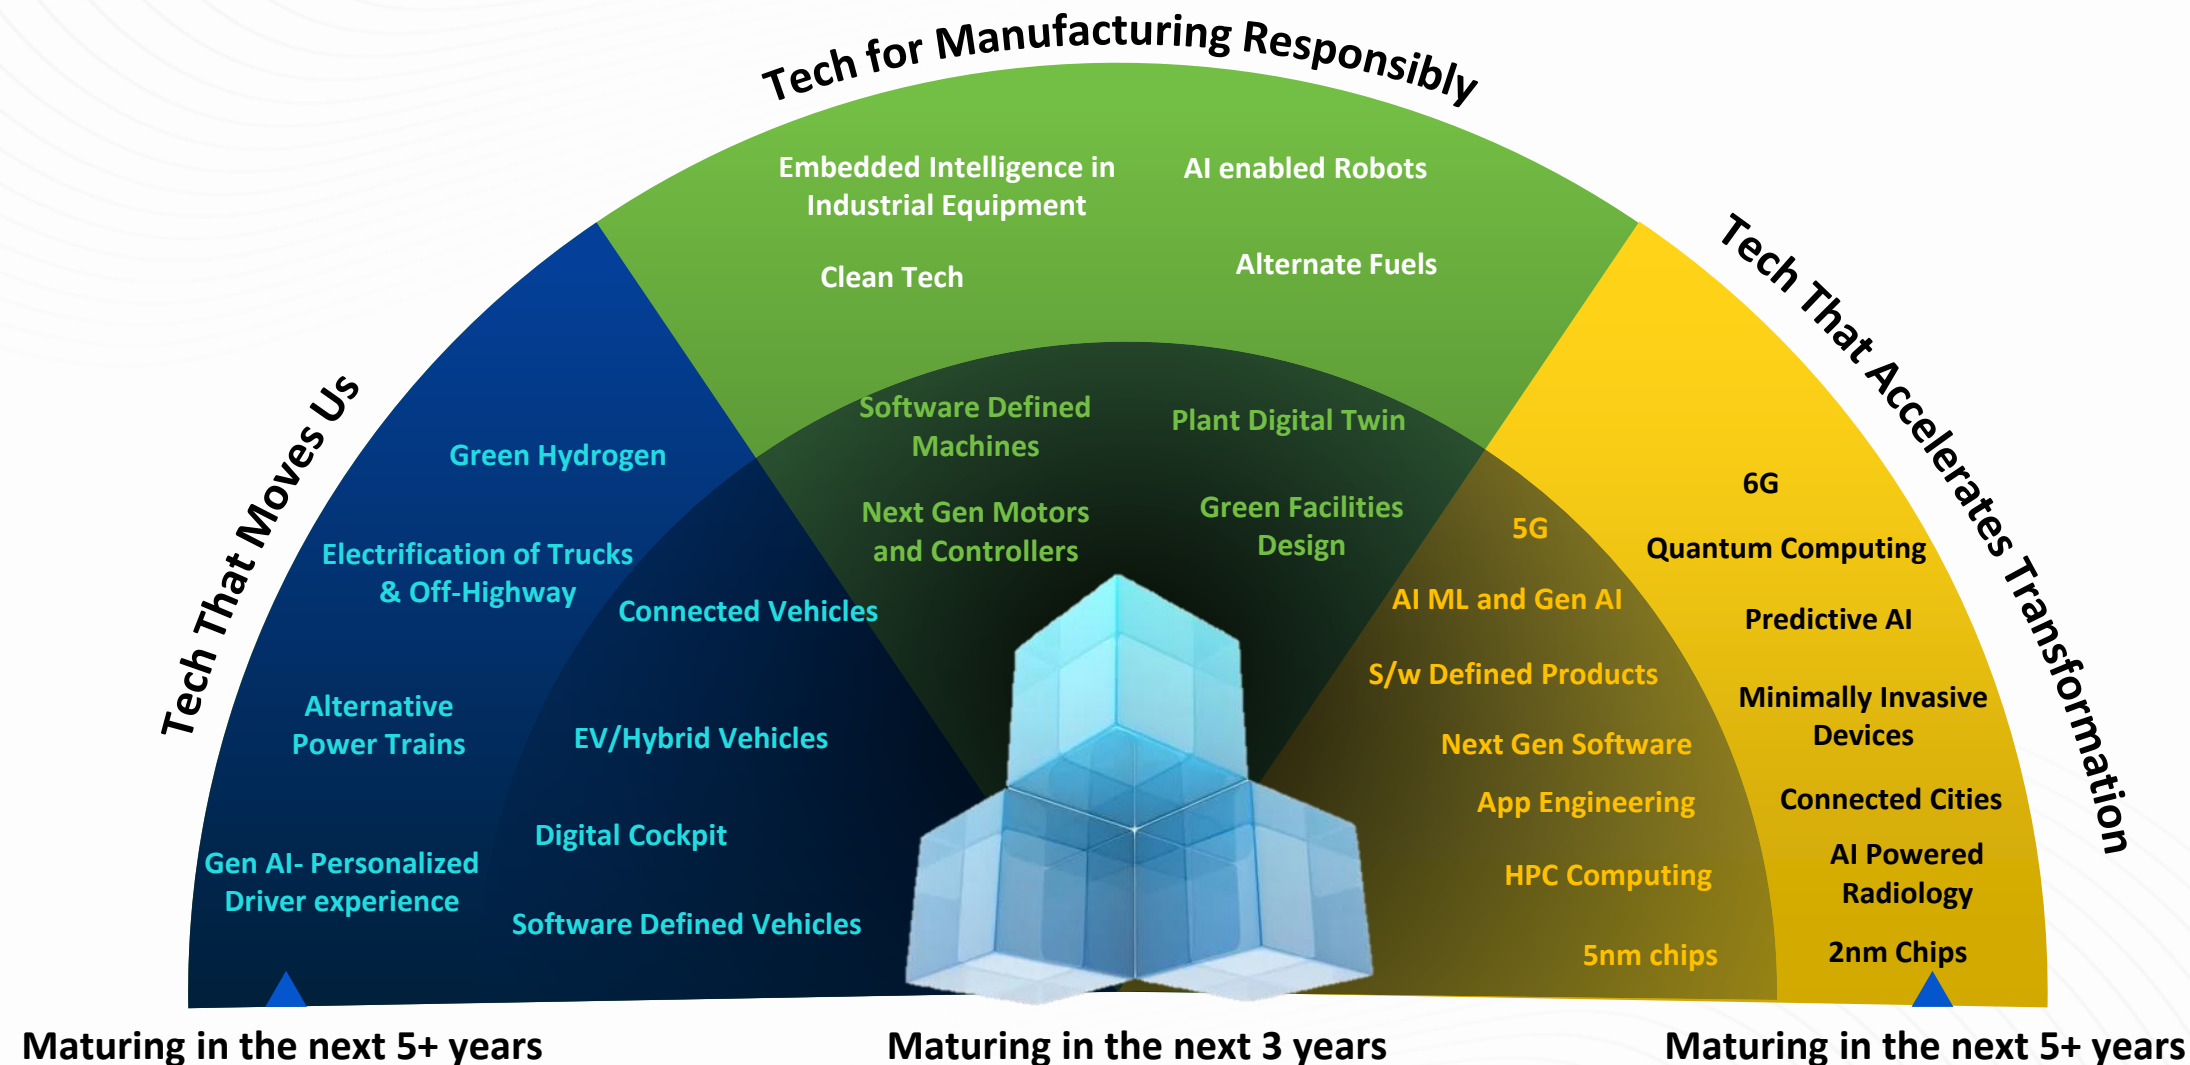 Tech for Manufacturing Responsibly
Embedded Intelligence in
Industrial Equipment
AI enabled Robots
Clean Tech
Alternate Fuels
Software Defined
Machines
Plant Digital Twin
Next Gen Motors
and Controllers
Green Facilities
Design
Tech That Moves Us
Green Hydrogen
Electrification of Trucks
& Off-Highway
Alternative
Power Trains
Gen AI- Personalized
Driver experience
Connected Vehicles
EV/Hybrid Vehicles
Digital Cockpit
Software Defined Vehicles
Tech That Accelerates Transformation
5G
AI ML and Gen AI
S/w Defined Products
Next Gen Software
App Engineering
HPC Computing
5nm chips
6G
Quantum Computing
Predictive AI
Minimally Invasive
Devices
Connected Cities
AI Powered
Radiology
2nm Chips
Maturing in the next 5+ years
Maturing in the next 3 years
Maturing in the next 5+ years